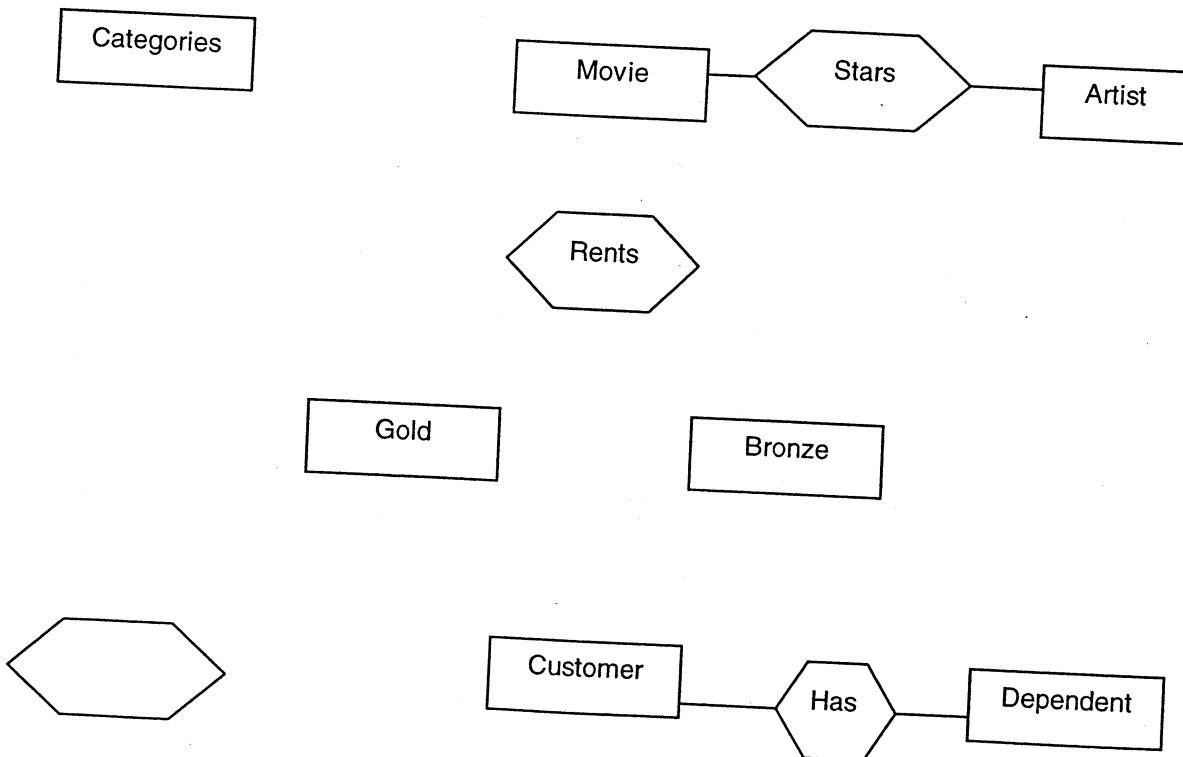 Categories
Movie
Stars
Artist
Rents
Gold
Bronze
Customer
Has
Dependent